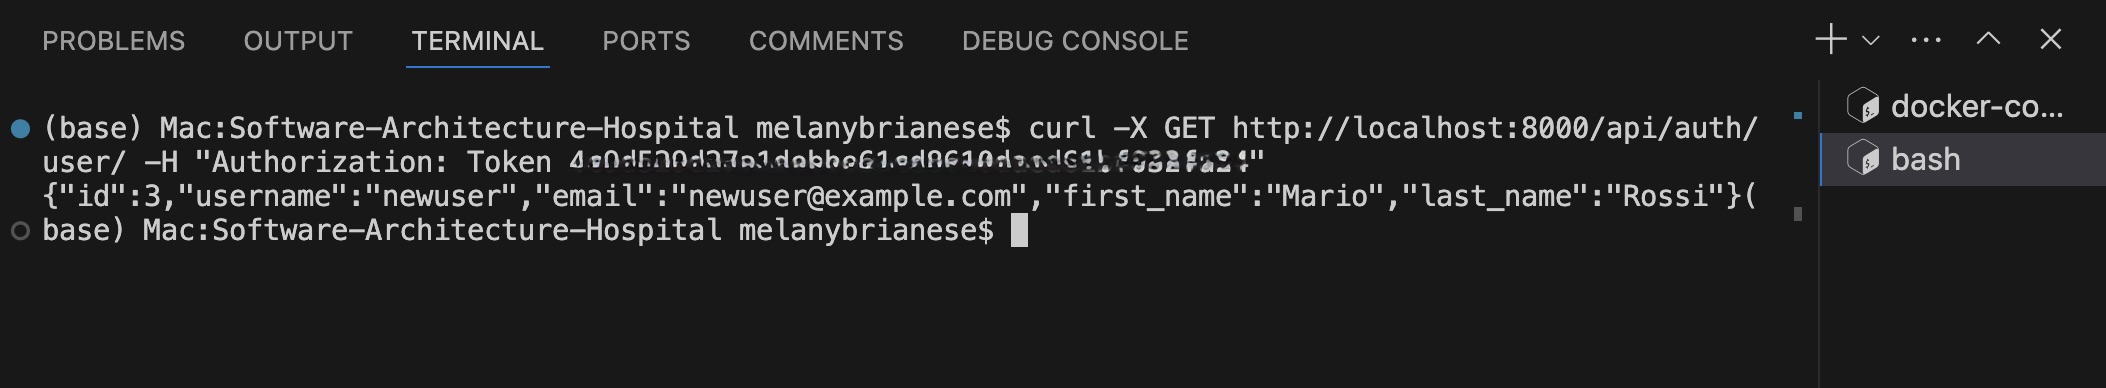 PROBLEMS OUTPUT TERMINAL PORTS COMMENTS DEBUG CONSOLE
(base) Mac:Software-Architecture-Hospital melanybrianese$ curl -X GET http://localhost:8000/api/auth/
user/ -H "Authorization: Token "
{"id":3,"username":"newuser","email":"newuser@example.com","first_name":"Mario","last_name":"Rossi"}(
base) Mac:Software-Architecture-Hospital melanybrianese$
docker-co...
bash